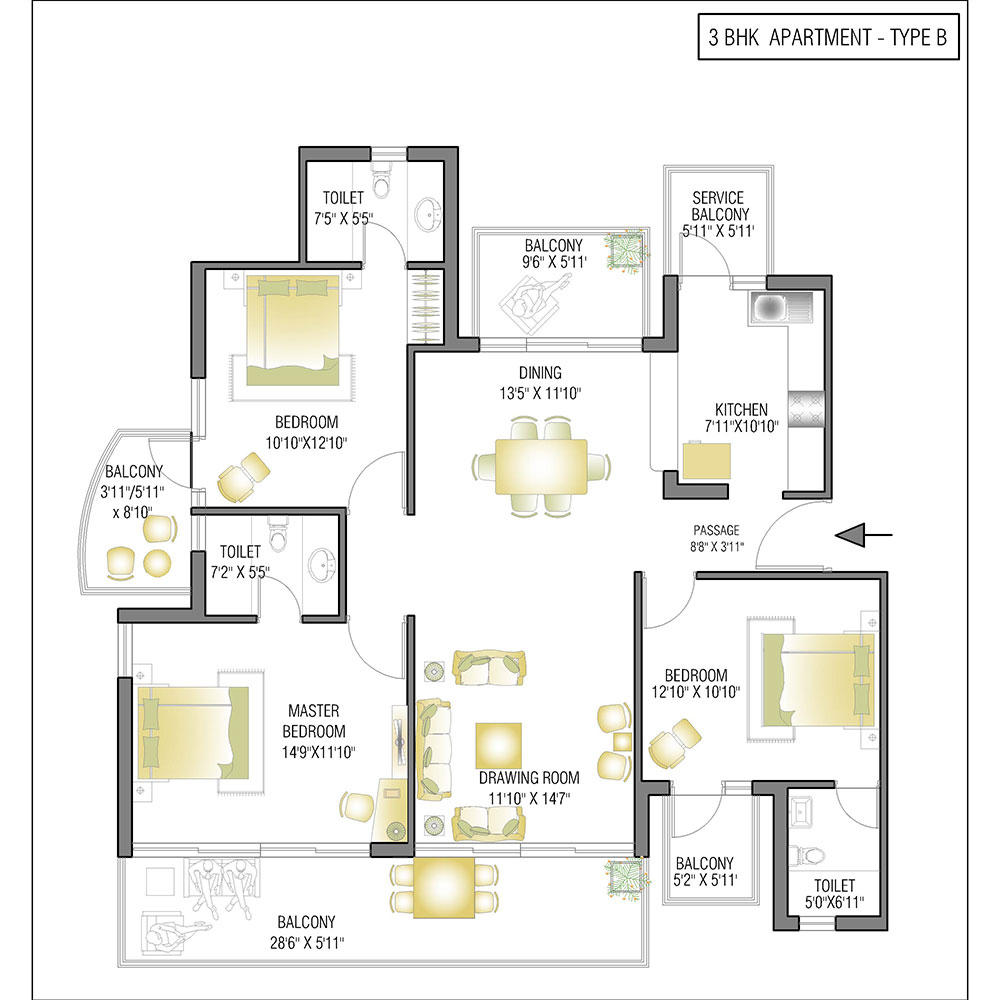 3 BHK APARTMENT - TYPE B
TOILET
7'5" X 5'5"
SERVICE
BALCONY
5'11" X 5'11'
BALCONY
9'6" X 5'11'
DINING
13'5" X 11'10"
KITCHEN
7'11"X10'10"
BEDROOM
10'10"X12'10"
BALCONY
3'11"/5'11"
x 8'10"
PASSAGE
8'8" X 3'11"
TOILET
7'2" X 5'5"
BEDROOM
12'10" X 10'10"
MASTER
BEDROOM
14'9"X11'10"
DRAWING ROOM
11'10" X 14'7"
BALCONY
5'2" X 5'11'
TOILET
5'0"X6'11"
BALCONY
28'6" X 5'11"